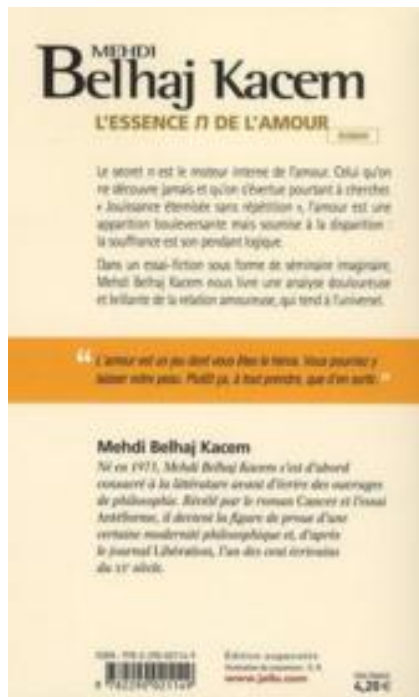 MEHDI
Belhaj Kacem
L'ESSENCE n DE L'AMOUR
ROMAN
Le secret n est le moteur interne de l'amour. Celui qu'on
ne découvre jamais et qu'on s'évertue pourtant à chercher.
« Jouissance éternisée sans répétition », l'amour est une
apparition bouleversante mais soumise à la disparition :
la souffrance est son pendant logique.
Dans un essai-fiction sous forme de séminaire imaginaire,
Mehdi Belhaj Kacem nous livre une analyse douloureuse
et brillante de la relation amoureuse, qui tend à l'universel.
“ L'amour est un jeu dont vous êtes le héros. Vous pourriez y
laisser votre peau. Plutôt ça, à tout prendre, que d'en sortir. ”
Mehdi Belhaj Kacem
Né en 1973, Mehdi Belhaj Kacem s'est d'abord
consacré à la littérature avant d'écrire des ouvrages
de philosophie. Révélé par le roman Cancer et l'essai
Antéforme, il devient la figure de proue d'une
certaine modernité philosophique et, d'après
le journal Libération, l'un des cent écrivains
du XXe siècle.
Édition
www.jailu.com
4,20 €
9 782290 021149